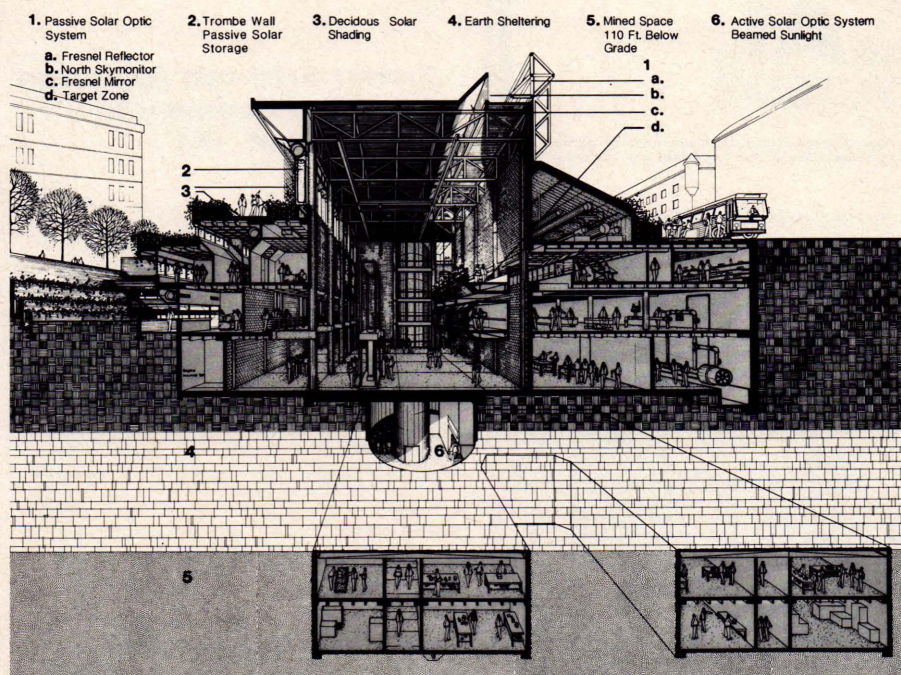 1. Passive Solar Optic
System
a. Fresnel Reflector
b. North Skymonitor
c. Fresnel Mirror
d. Target Zone
2. Trombe Wall
Passive Solar
Storage
3. Decidous Solar
Shading
4. Earth Sheltering
5. Mined Space
110 Ft. Below
Grade
6. Active Solar Optic System
Beamed Sunlight
1
a.
b.
c.
d.
2
3
4
6
5